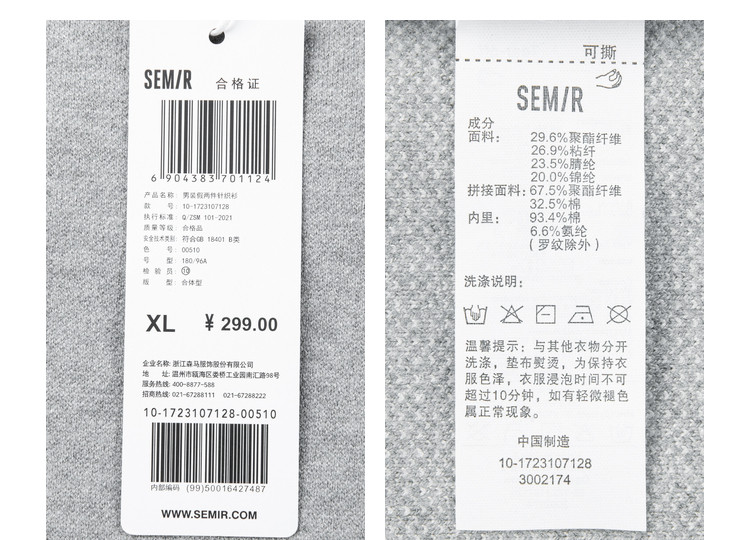 SEM/R 合格证
6 904383 701124
产品名称: 男装假两件针织衫
款 号: 10-1723107128
执行标准: Q/ZSM 101-2021
质量等级: 合格品
安全技术类别: 符合GB 18401 B类
色 号: 00510
号 型: 180/96A
检 验 员: ⑩
版 型: 合体型
XL ¥ 299.00
企业名称: 浙江森马服饰股份有限公司
地 址: 温州市瓯海区娄桥工业园南汇路98号
服务热线: 400-8877-588
招商热线: 021-67288111 021-67288222
10-1723107128-00510
内部编码 (99)50016427487
WWW.SEMIR.COM
可撕
SEM/R
成分
面料: 29.6%聚酯纤维
26.9%粘纤
23.5%腈纶
20.0%锦纶
拼接面料: 67.5%聚酯纤维
32.5%棉
内里: 93.4%棉
6.6%氨纶
(罗纹除外)
洗涤说明:
温馨提示: 与其他衣物分开
洗涤, 垫布熨烫, 为保持衣
服色泽, 衣服浸泡时间不可
超过10分钟, 如有轻微褪色
属正常现象。
中国制造
10-1723107128
3002174